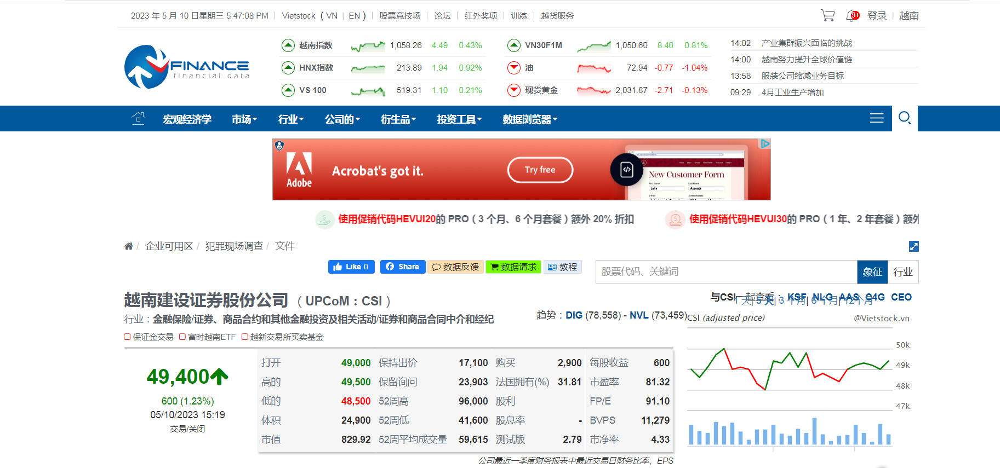 2023 年 5 月 10 日星期三 5:47:08 PM | Vietstock ( VN | EN ) | 股票竞技场 | 论坛 | 红外奖项 | 训练 | 越货服务
9+ 登录 | 越南
越南指数 1,058.26 4.49 0.43%
HNX指数 213.89 1.94 0.92%
VS 100 519.31 1.10 0.21%
VN30F1M 1,050.60 8.40 0.81%
油 72.94 -0.77 -1.04%
现货黄金 2,031.87 -2.71 -0.13%
14:02 产业集群振兴面临的挑战
14:00 越南努力提升全球价值链
13:58 服装公司缩减业务目标
09:29 4月工业生产增加
FINANCE
financial data
宏观经济学 市场 行业 公司的 衍生品 投资工具 数据浏览器
Adobe
Acrobat's got it.
Try free
New Customer Form
First Name Last Name
Julie Amenta
E-mail Street Address
使用促销代码HEVUI20的 PRO（3 个月、6 个月套餐）额外 20% 折扣
使用促销代码HEVUI30的 PRO（1 年、2 年套餐）额外
/ 企业可用区 / 犯罪现场调查 / 文件
Like 0 Share 数据反馈 数据请求 教程
股票代码、关键词 象征 行业
越南建设证券股份公司 （ UPCoM：CSI ）
与CSI一起查看： KSF NLG AAS C4G CEO
1 天| 5 天| 3 个月| 6 个月| 12个月
行业：金融保险/证券、商品合约和其他金融投资及相关活动/证券和商品合同中介和经纪
趋势：DIG (78,558) - NVL (73,459)
CSI (adjusted price) @Vietstock.vn
保证金交易 富时越南ETF 越新交易所买卖基金
49,400
600 (1.23%)
05/10/2023 15:19
交易/关闭
打开 49,000 保持出价 17,100 购买 2,900 每股收益 600
高的 49,500 保留询问 23,903 法国拥有(%) 31.81 市盈率 81.32
低的 48,500 52周高 96,000 股利 FP/E 91.10
体积 24,900 52周低 41,600 股息率 - BVPS 11,279
市值 829.92 52周平均成交量 59,615 测试版 2.79 市净率 4.33
50k
49k
48k
47k
公司最近一季度财务报表中最近交易日财务比率、EPS